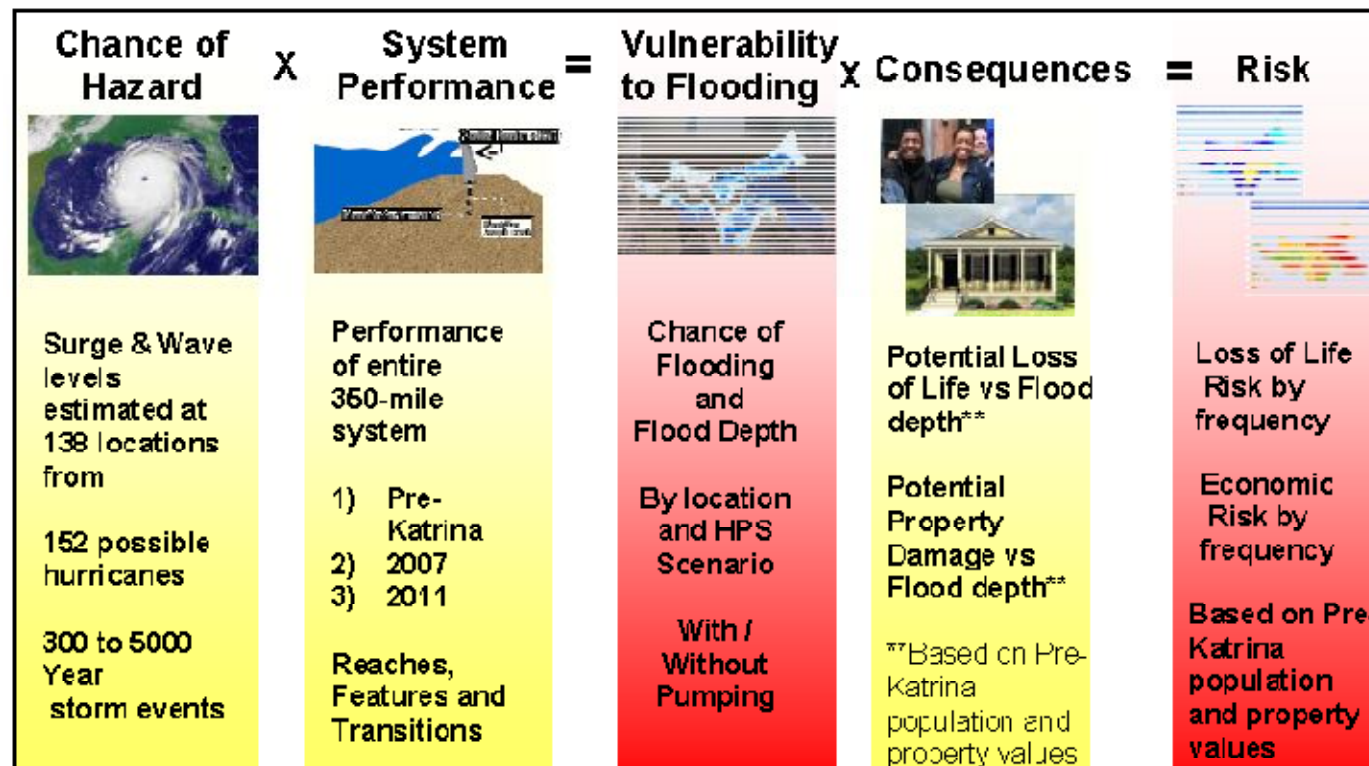 Chance of
Hazard
X
System
Performance
=
Vulnerability
to Flooding
x
Consequences
=
Risk
Surge & Wave
levels
estimated at
138 locations
from
152 possible
hurricanes
300 to 5000
Year
storm events
Performance
of entire
350-mile
system
1) Pre-
Katrina
2) 2007
3) 2011
Reaches,
Features and
Transitions
Chance of
Flooding
and
Flood Depth
By location
and HPS
Scenario
With /
Without
Pumping
Potential Loss
of Life vs Flood
depth**
Potential
Property
Damage vs
Flood depth**
**Based on Pre-
Katrina
population and
property values
Loss of Life
Risk by
frequency
Economic
Risk by
frequency
Based on Pre
Katrina
population
and property
values